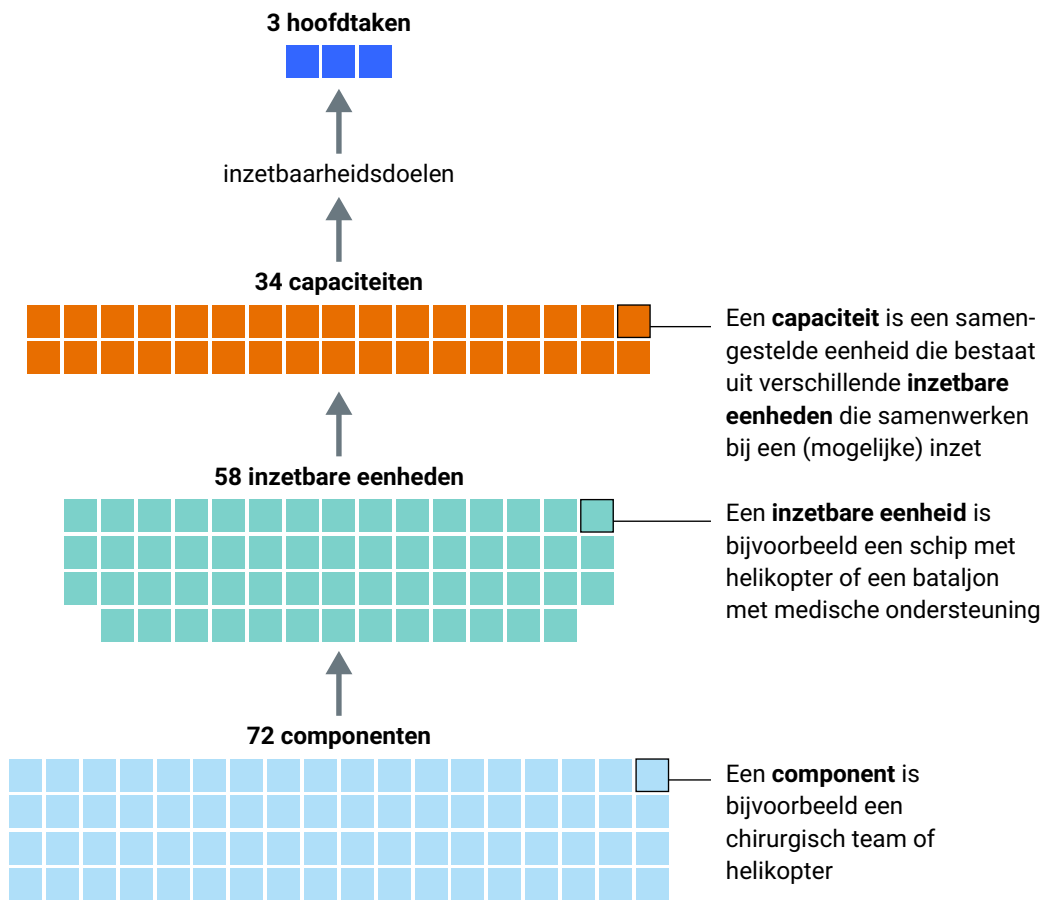 3 hoofdtaken
inzetbaarheidsdoelen
34 capaciteiten
Een capaciteit is een samen-
gestelde eenheid die bestaat
uit verschillende inzetbare
eenheden die samenwerken
bij een (mogelijke) inzet
58 inzetbare eenheden
Een inzetbare eenheid is
bijvoorbeeld een schip met
helikopter of een bataljon
met medische ondersteuning
72 componenten
Een component is
bijvoorbeeld een
chirurgisch team of
helikopter